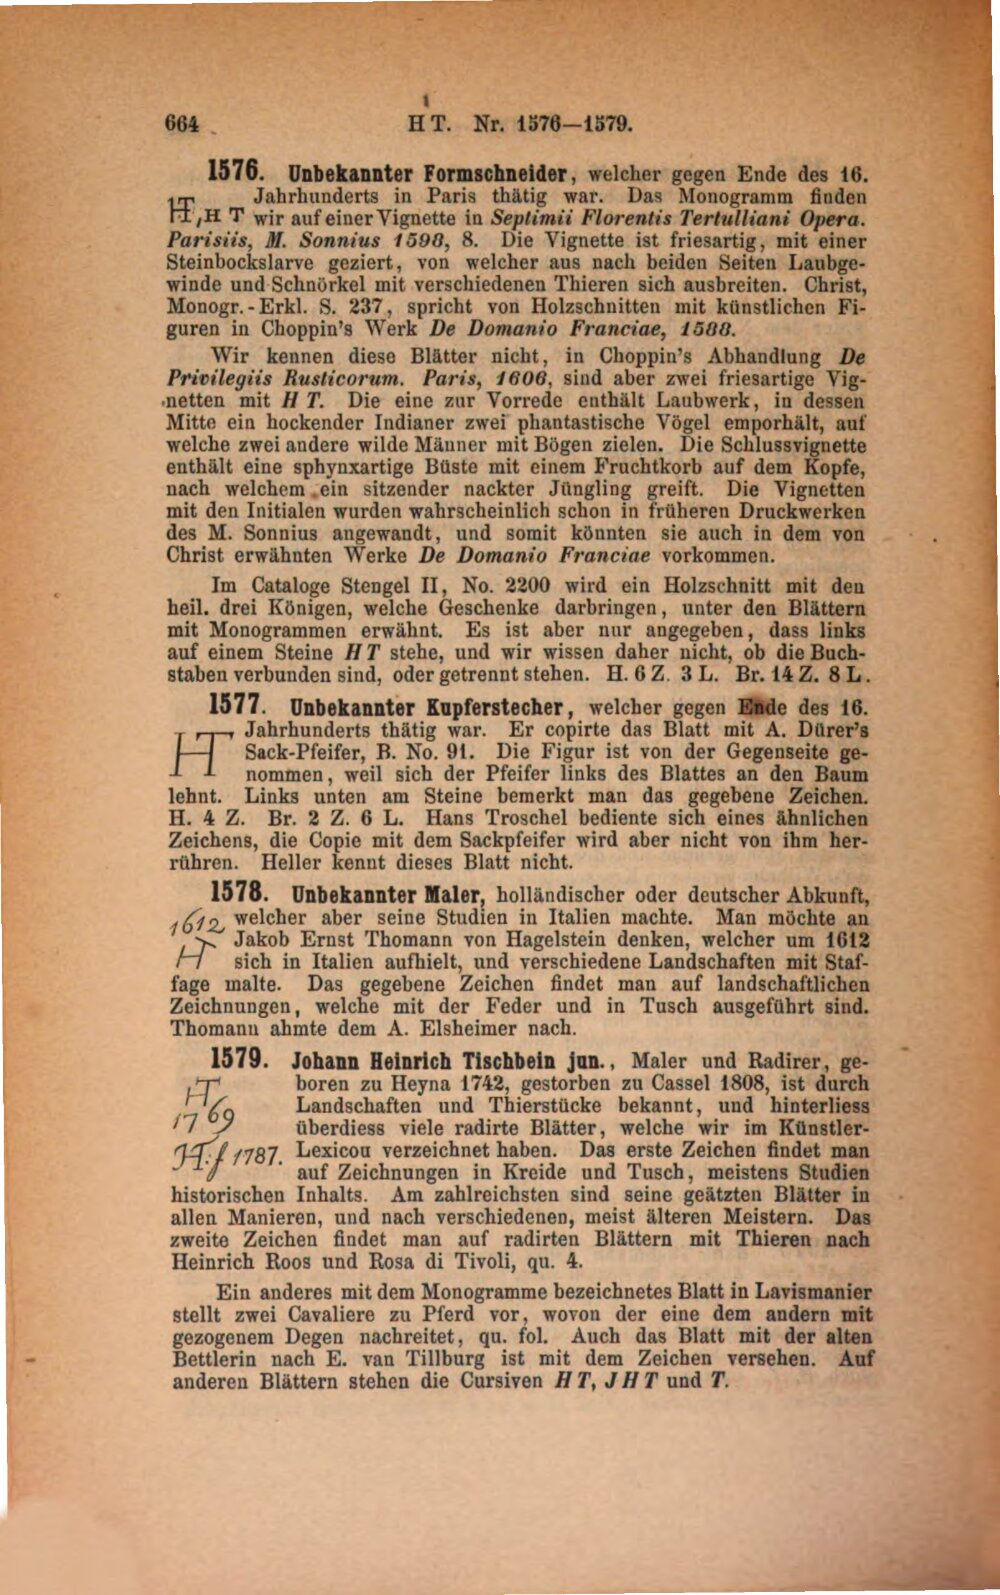 664 HT. Nr. 1576—1579.
1576. Unbekannter Formschneider, welcher gegen Ende des 16.
Jahrhunderts in Paris thätig war. Das Monogramm finden
HT, H T wir auf einer Vignette in Septimii Florentis Tertulliani Opera.
Parisiis, M. Sonnius 1598, 8. Die Vignette ist friesartig, mit einer
Steinbockslarve geziert, von welcher aus nach beiden Seiten Laubge-
winde und Schnörkel mit verschiedenen Thieren sich ausbreiten. Christ,
Monogr.-Erkl. S. 237, spricht von Holzschnitten mit künstlichen Fi-
guren in Choppin's Werk De Domanio Franciae, 1588.
Wir kennen diese Blätter nicht, in Choppin's Abhandlung De
Privilegiis Rusticorum. Paris, 1606, sind aber zwei friesartige Vig-
netten mit H T. Die eine zur Vorrede enthält Laubwerk, in dessen
Mitte ein hockender Indianer zwei phantastische Vögel emporhält, auf
welche zwei andere wilde Männer mit Bögen zielen. Die Schlussvignette
enthält eine sphynxartige Büste mit einem Fruchtkorb auf dem Kopfe,
nach welchem ein sitzender nackter Jüngling greift. Die Vignetten
mit den Initialen wurden wahrscheinlich schon in früheren Druckwerken
des M. Sonnius angewandt, und somit könnten sie auch in dem von
Christ erwähnten Werke De Domanio Franciae vorkommen.
Im Cataloge Stengel II, No. 2200 wird ein Holzschnitt mit den
heil. drei Königen, welche Geschenke darbringen, unter den Blättern
mit Monogrammen erwähnt. Es ist aber nur angegeben, dass links
auf einem Steine HT stehe, und wir wissen daher nicht, ob die Buch-
staben verbunden sind, oder getrennt stehen. H. 6 Z. 3 L. Br. 14 Z. 8 L.
1577. Unbekannter Kupferstecher, welcher gegen Ende des 16.
Jahrhunderts thätig war. Er copirte das Blatt mit A. Dürer's
HT Sack-Pfeifer, B. No. 91. Die Figur ist von der Gegenseite ge-
nommen, weil sich der Pfeifer links des Blattes an den Baum
lehnt. Links unten am Steine bemerkt man das gegebene Zeichen.
H. 4 Z. Br. 2 Z. 6 L. Hans Troschel bediente sich eines ähnlichen
Zeichens, die Copie mit dem Sackpfeifer wird aber nicht von ihm her-
rühren. Heller kennt dieses Blatt nicht.
1578. Unbekannter Maler, holländischer oder deutscher Abkunft,
1612 welcher aber seine Studien in Italien machte. Man möchte an
Jakob Ernst Thomann von Hagelstein denken, welcher um 1612
HT sich in Italien aufhielt, und verschiedene Landschaften mit Staf-
fage malte. Das gegebene Zeichen findet man auf landschaftlichen
Zeichnungen, welche mit der Feder und in Tusch ausgeführt sind.
Thomann ahmte dem A. Elsheimer nach.
1579. Johann Heinrich Tischbein jun., Maler und Radirer, ge-
HT boren zu Heyna 1742, gestorben zu Cassel 1808, ist durch
Landschaften und Thierstücke bekannt, und hinterliess
1769 überdiess viele radirte Blätter, welche wir im Künstler-
HT. f 1787. Lexicon verzeichnet haben. Das erste Zeichen findet man
auf Zeichnungen in Kreide und Tusch, meistens Studien
historischen Inhalts. Am zahlreichsten sind seine geätzten Blätter in
allen Manieren, und nach verschiedenen, meist älteren Meistern. Das
zweite Zeichen findet man auf radirten Blättern mit Thieren nach
Heinrich Roos und Rosa di Tivoli, qu. 4.
Ein anderes mit dem Monogramme bezeichnetes Blatt in Lavismanier
stellt zwei Cavaliere zu Pferd vor, wovon der eine dem andern mit
gezogenem Degen nachreitet, qu. fol. Auch das Blatt mit der alten
Bettlerin nach E. van Tillburg ist mit dem Zeichen versehen. Auf
anderen Blättern stehen die Cursiven H T, J H T und T.